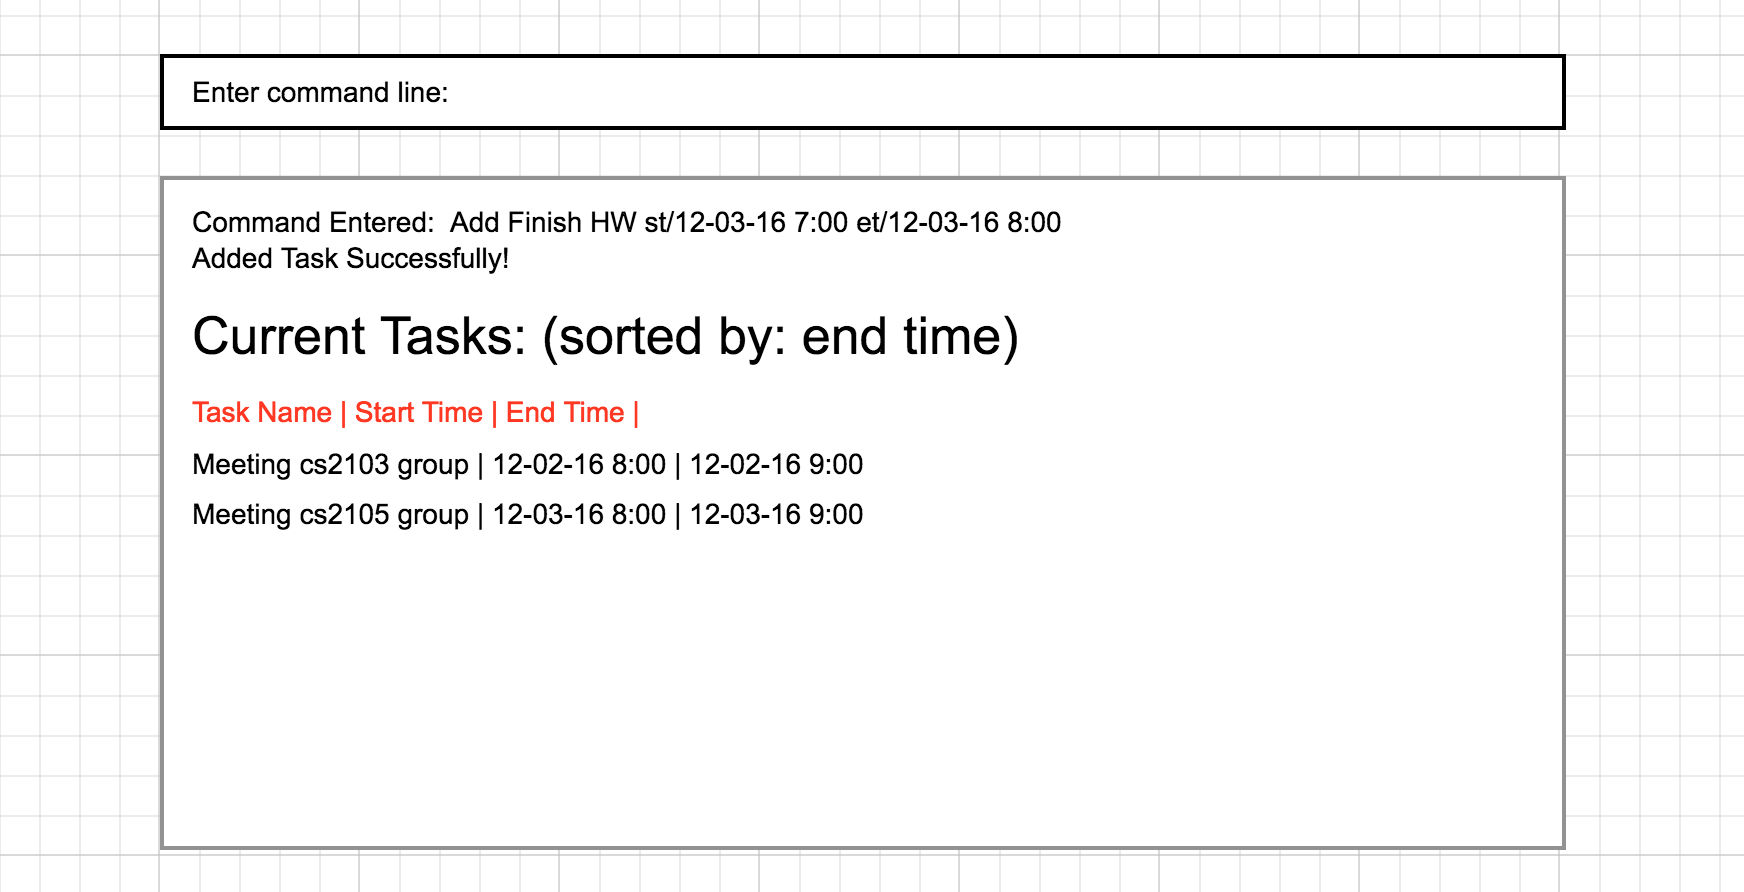 Enter command line:
Command Entered:  Add Finish HW st/12-03-16 7:00 et/12-03-16 8:00
Added Task Successfully!
Current Tasks: (sorted by: end time)
Task Name | Start Time | End Time |
Meeting cs2103 group | 12-02-16 8:00 | 12-02-16 9:00
Meeting cs2105 group | 12-03-16 8:00 | 12-03-16 9:00